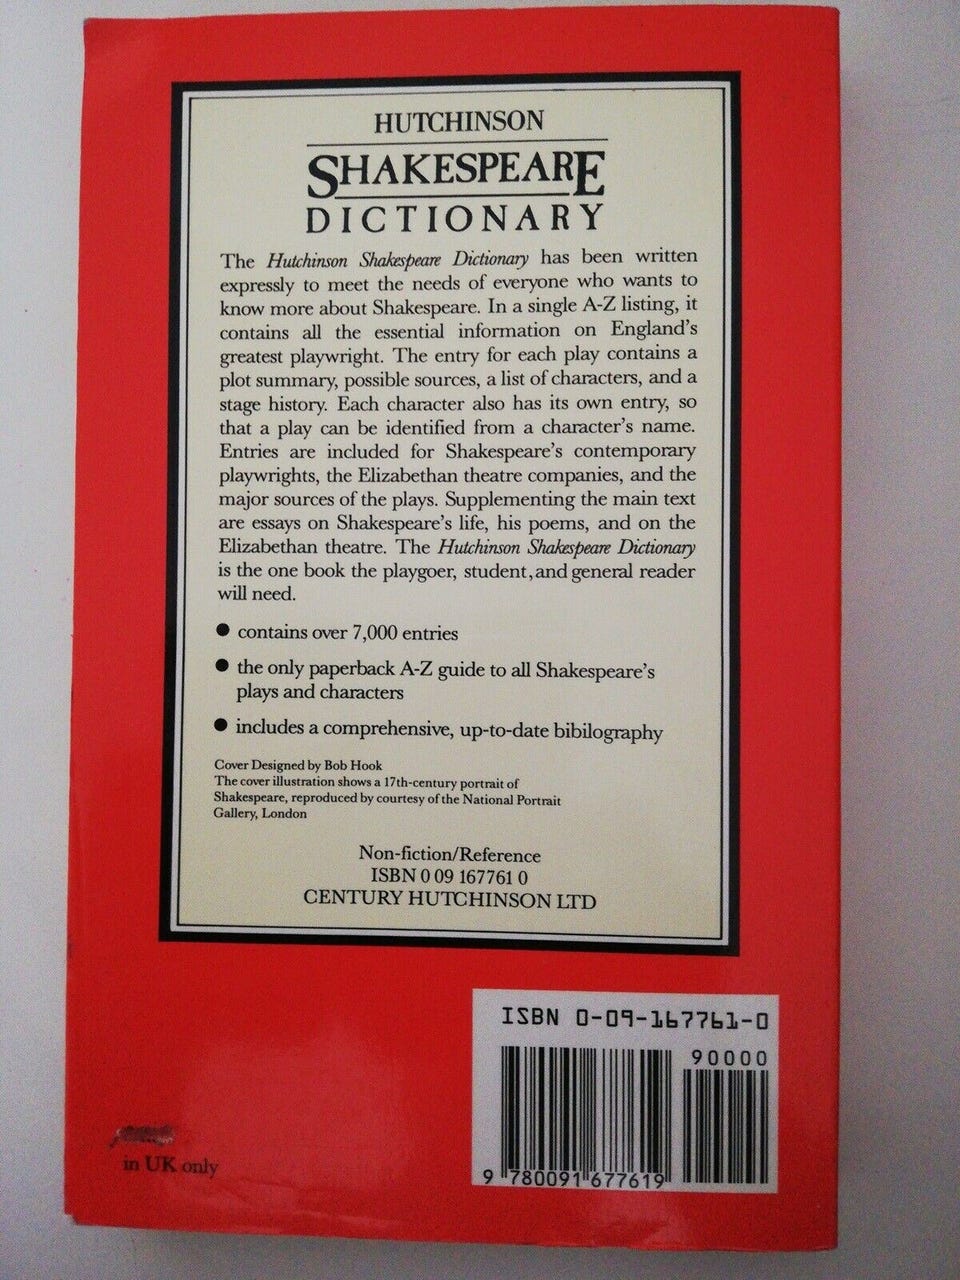 HUTCHINSON
SHAKESPEARE
DICTIONARY
The Hutchinson Shakespeare Dictionary has been written
expressly to meet the needs of everyone who wants to
know more about Shakespeare. In a single A-Z listing, it
contains all the essential information on England's
greatest playwright. The entry for each play contains a
plot summary, possible sources, a list of characters, and a
stage history. Each character also has its own entry, so
that a play can be identified from a character's name.
Entries are included for Shakespeare's contemporary
playwrights, the Elizabethan theatre companies, and the
major sources of the plays. Supplementing the main text
are essays on Shakespeare's life, his poems, and on the
Elizabethan theatre. The Hutchinson Shakespeare Dictionary
is the one book the playgoer, student, and general reader
will need.
● contains over 7,000 entries
● the only paperback A-Z guide to all Shakespeare's
plays and characters
● includes a comprehensive, up-to-date bibilography
Cover Designed by Bob Hook
The cover illustration shows a 17th-century portrait of
Shakespeare, reproduced by courtesy of the National Portrait
Gallery, London
Non-fiction/Reference
ISBN 0 09 167761 0
CENTURY HUTCHINSON LTD
ISBN 0-09-167761-0
90000
9 780091 677619
in UK only